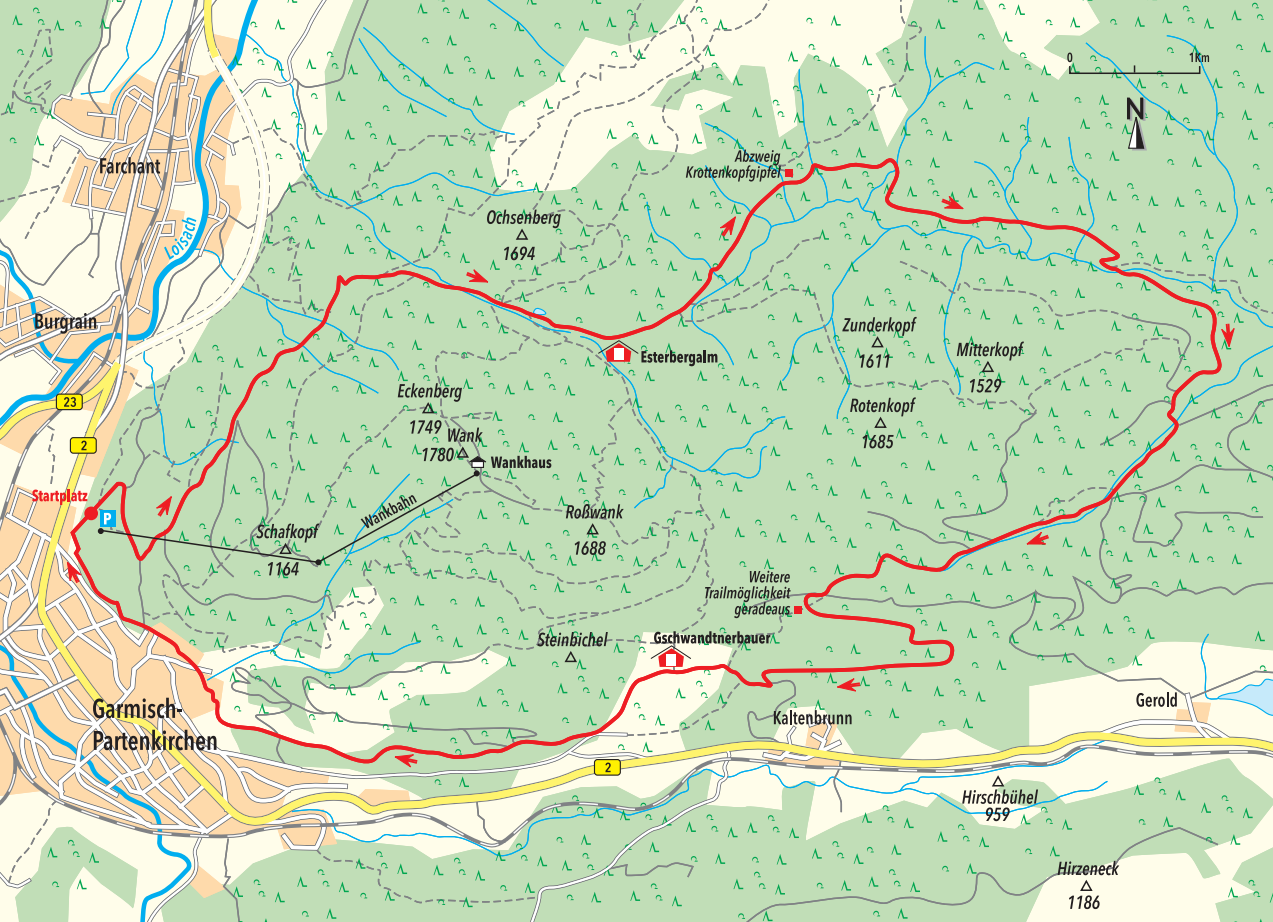 0 1Km
N
Abzweig
Krottenkopfgipfel
Farchant
Ochsenberg
1694
Loisach
Burgrain
Zunderkopf
1611
Mitterkopf
1529
Esterbergalm
23
Eckenberg
1749
Rotenkopf
1685
2
Wank
1780
Wankhaus
Startplatz
P
Wankbahn
Roßwank
1688
Schafkopf
1164
Weitere
Trailmöglichkeit
geradeaus
Steinbichel
Gschwandtnerbauer
Garmisch-
Partenkirchen
Kaltenbrunn
Gerold
2
Hirschbühel
959
Hirzeneck
1186